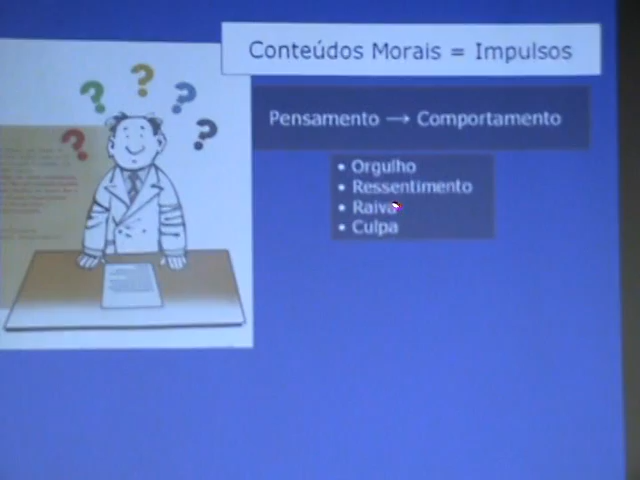 Conteúdos Morais = Impulsos
Pensamento → Comportamento
• Orgulho
• Ressentimento
• Raiva
• Culpa